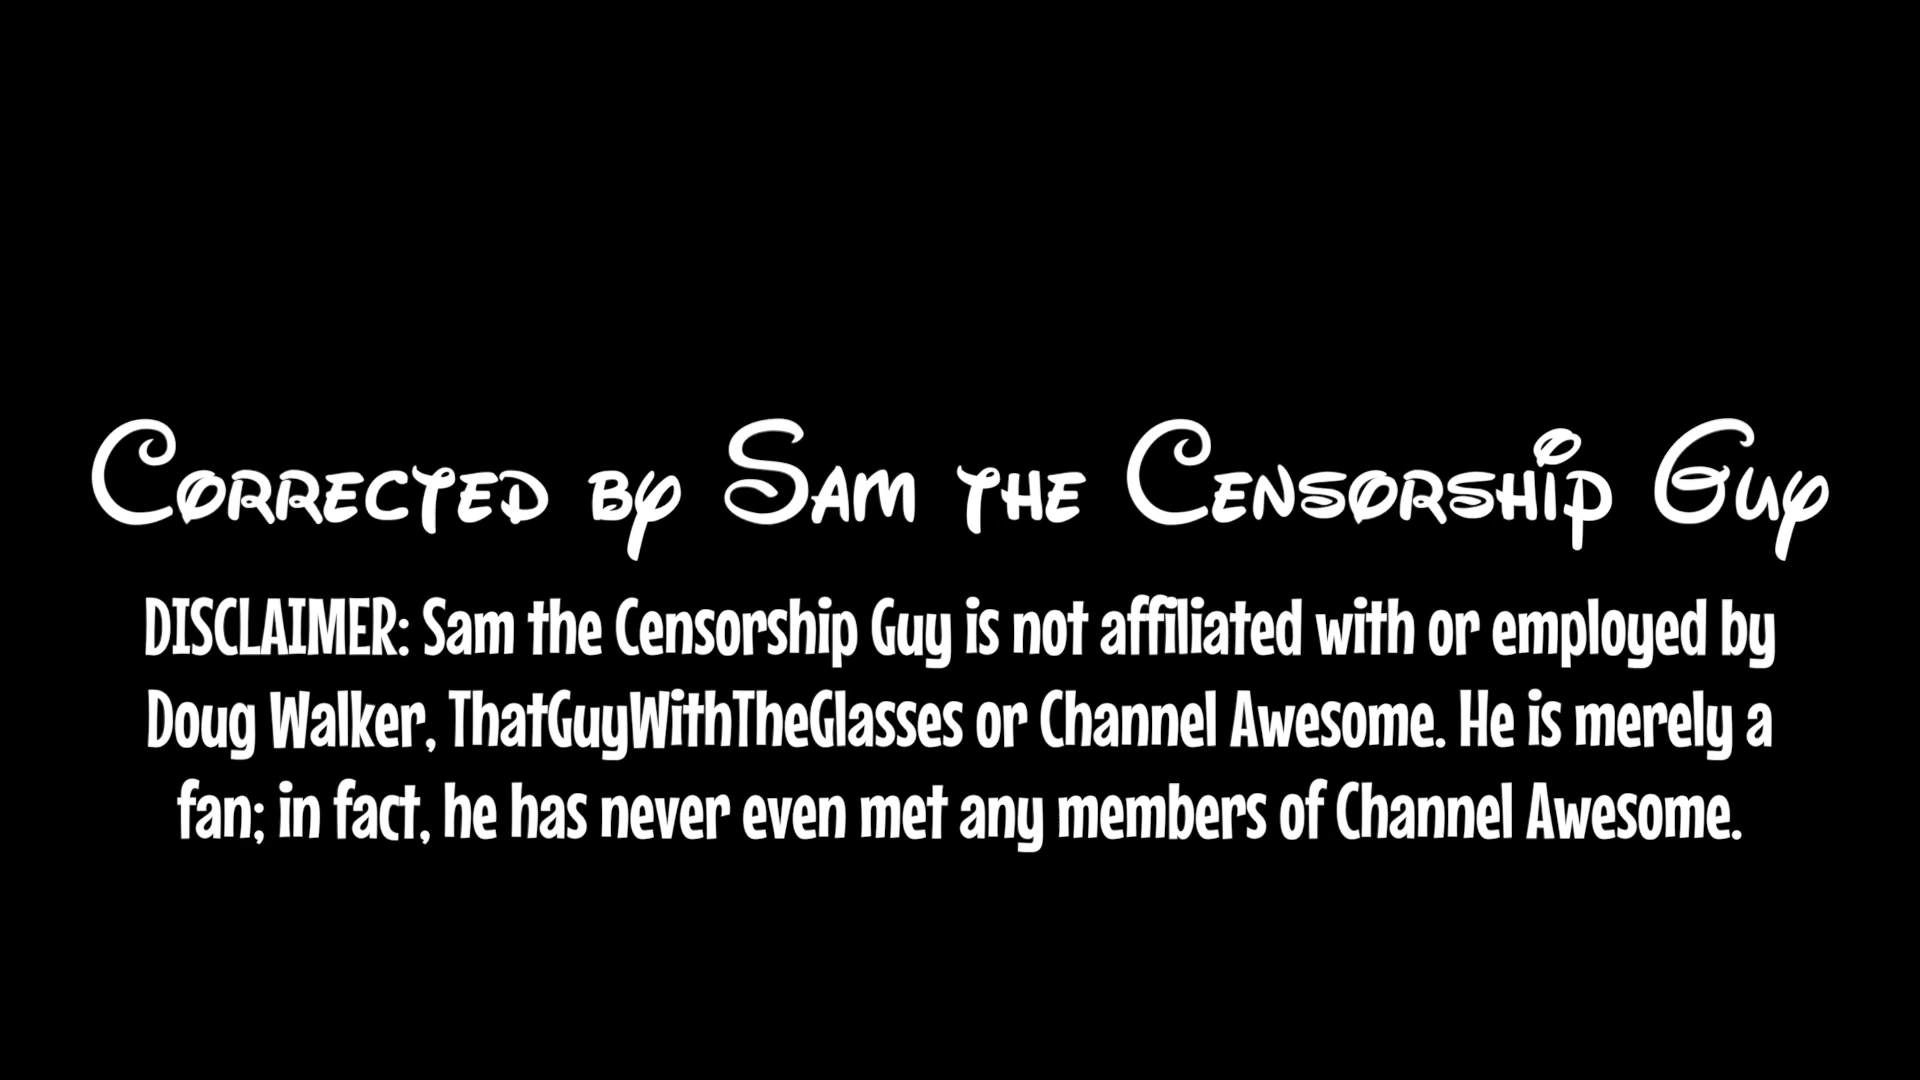 Corrected by Sam the Censorship Guy
DISCLAIMER: Sam the Censorship Guy is not affiliated with or employed by
Doug Walker, ThatGuyWithTheGlasses or Channel Awesome. He is merely a
fan; in fact, he has never even met any members of Channel Awesome.